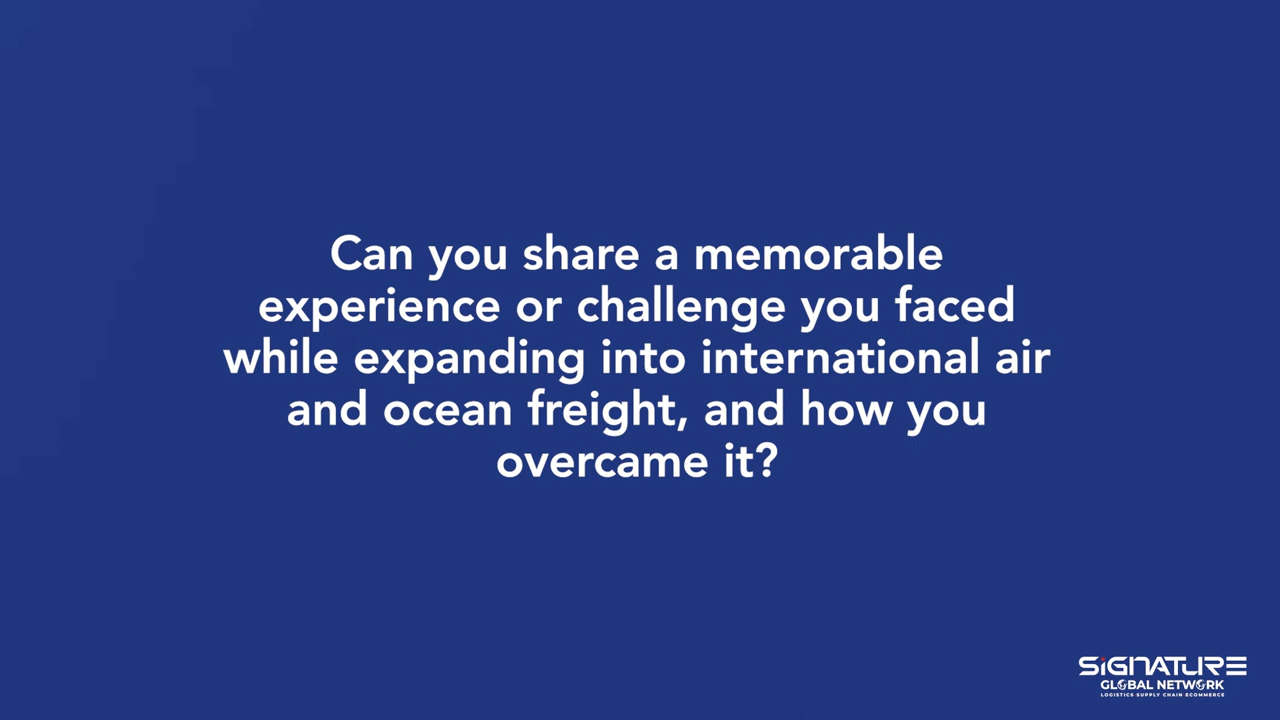 Can you share a memorable
experience or challenge you faced
while expanding into international air
and ocean freight, and how you
overcame it?
SIGNATURE
GLOBAL NETWORK
LOGISTICS SUPPLY CHAIN ECOMMERCE